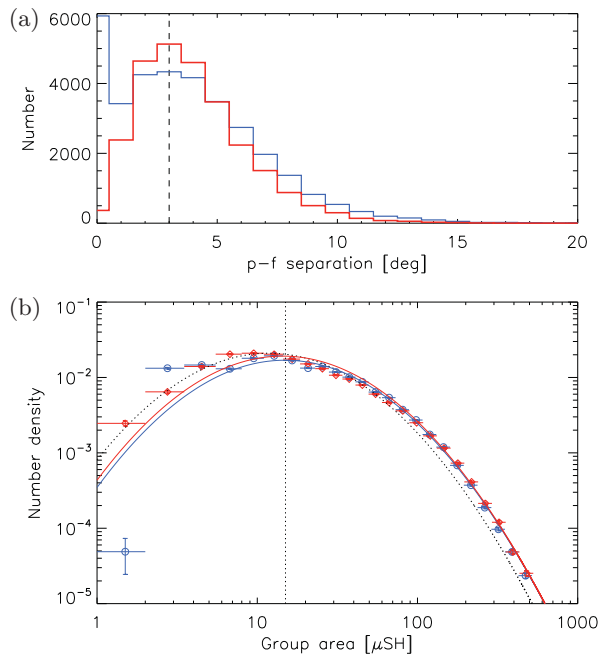 (a)
6000
4000
2000
0
Number
0 5 10 15 20
p–f separation [deg]
(b)
10⁻¹
10⁻²
10⁻³
10⁻⁴
10⁻⁵
Number density
1 10 100 1000
Group area [μSH]